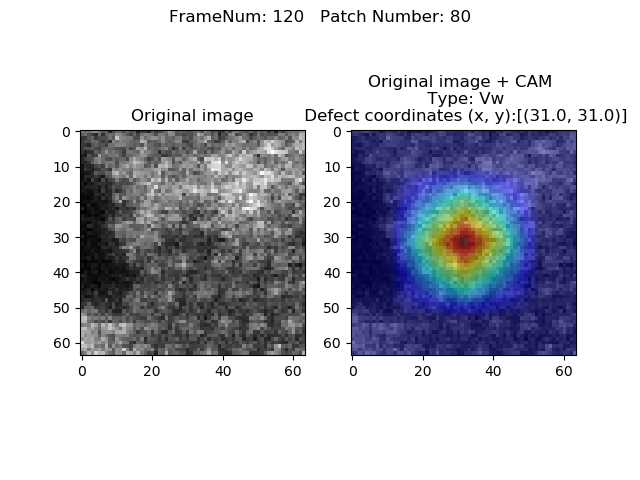 FrameNum: 120   Patch Number: 80
Original image
0
10
20
30
40
50
60
0 20 40 60
Original image + CAM
Type: Vw
Defect coordinates (x, y):[(31.0, 31.0)]
0
10
20
30
40
50
60
0 20 40 60